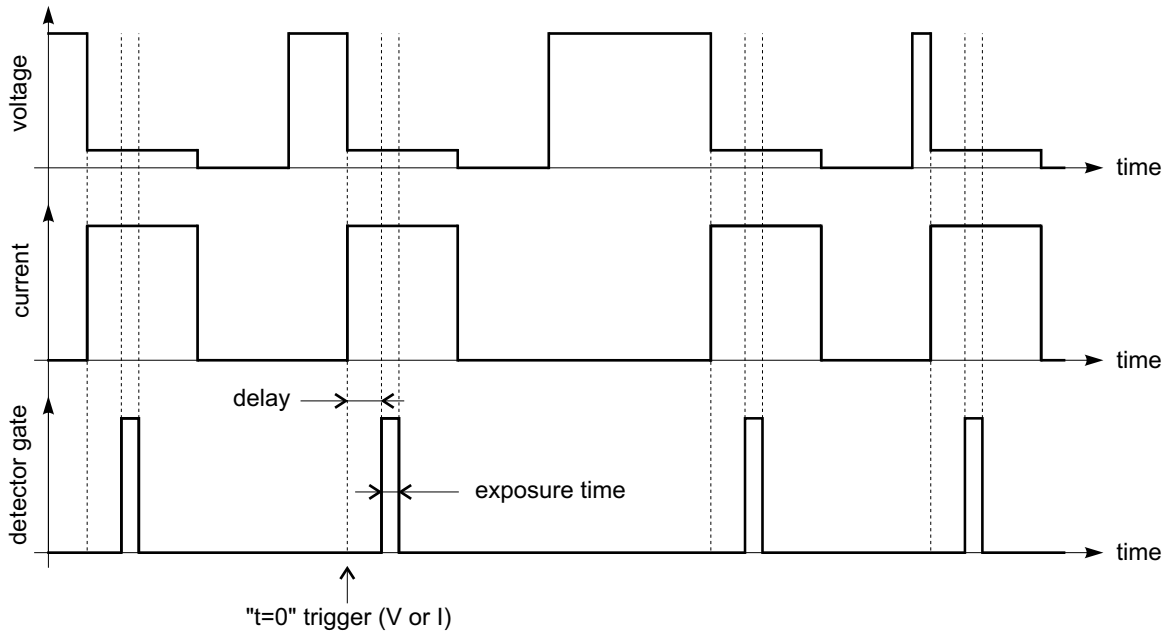 voltage
time
current
time
delay
detector gate
exposure time
time
"t=0" trigger (V or I)